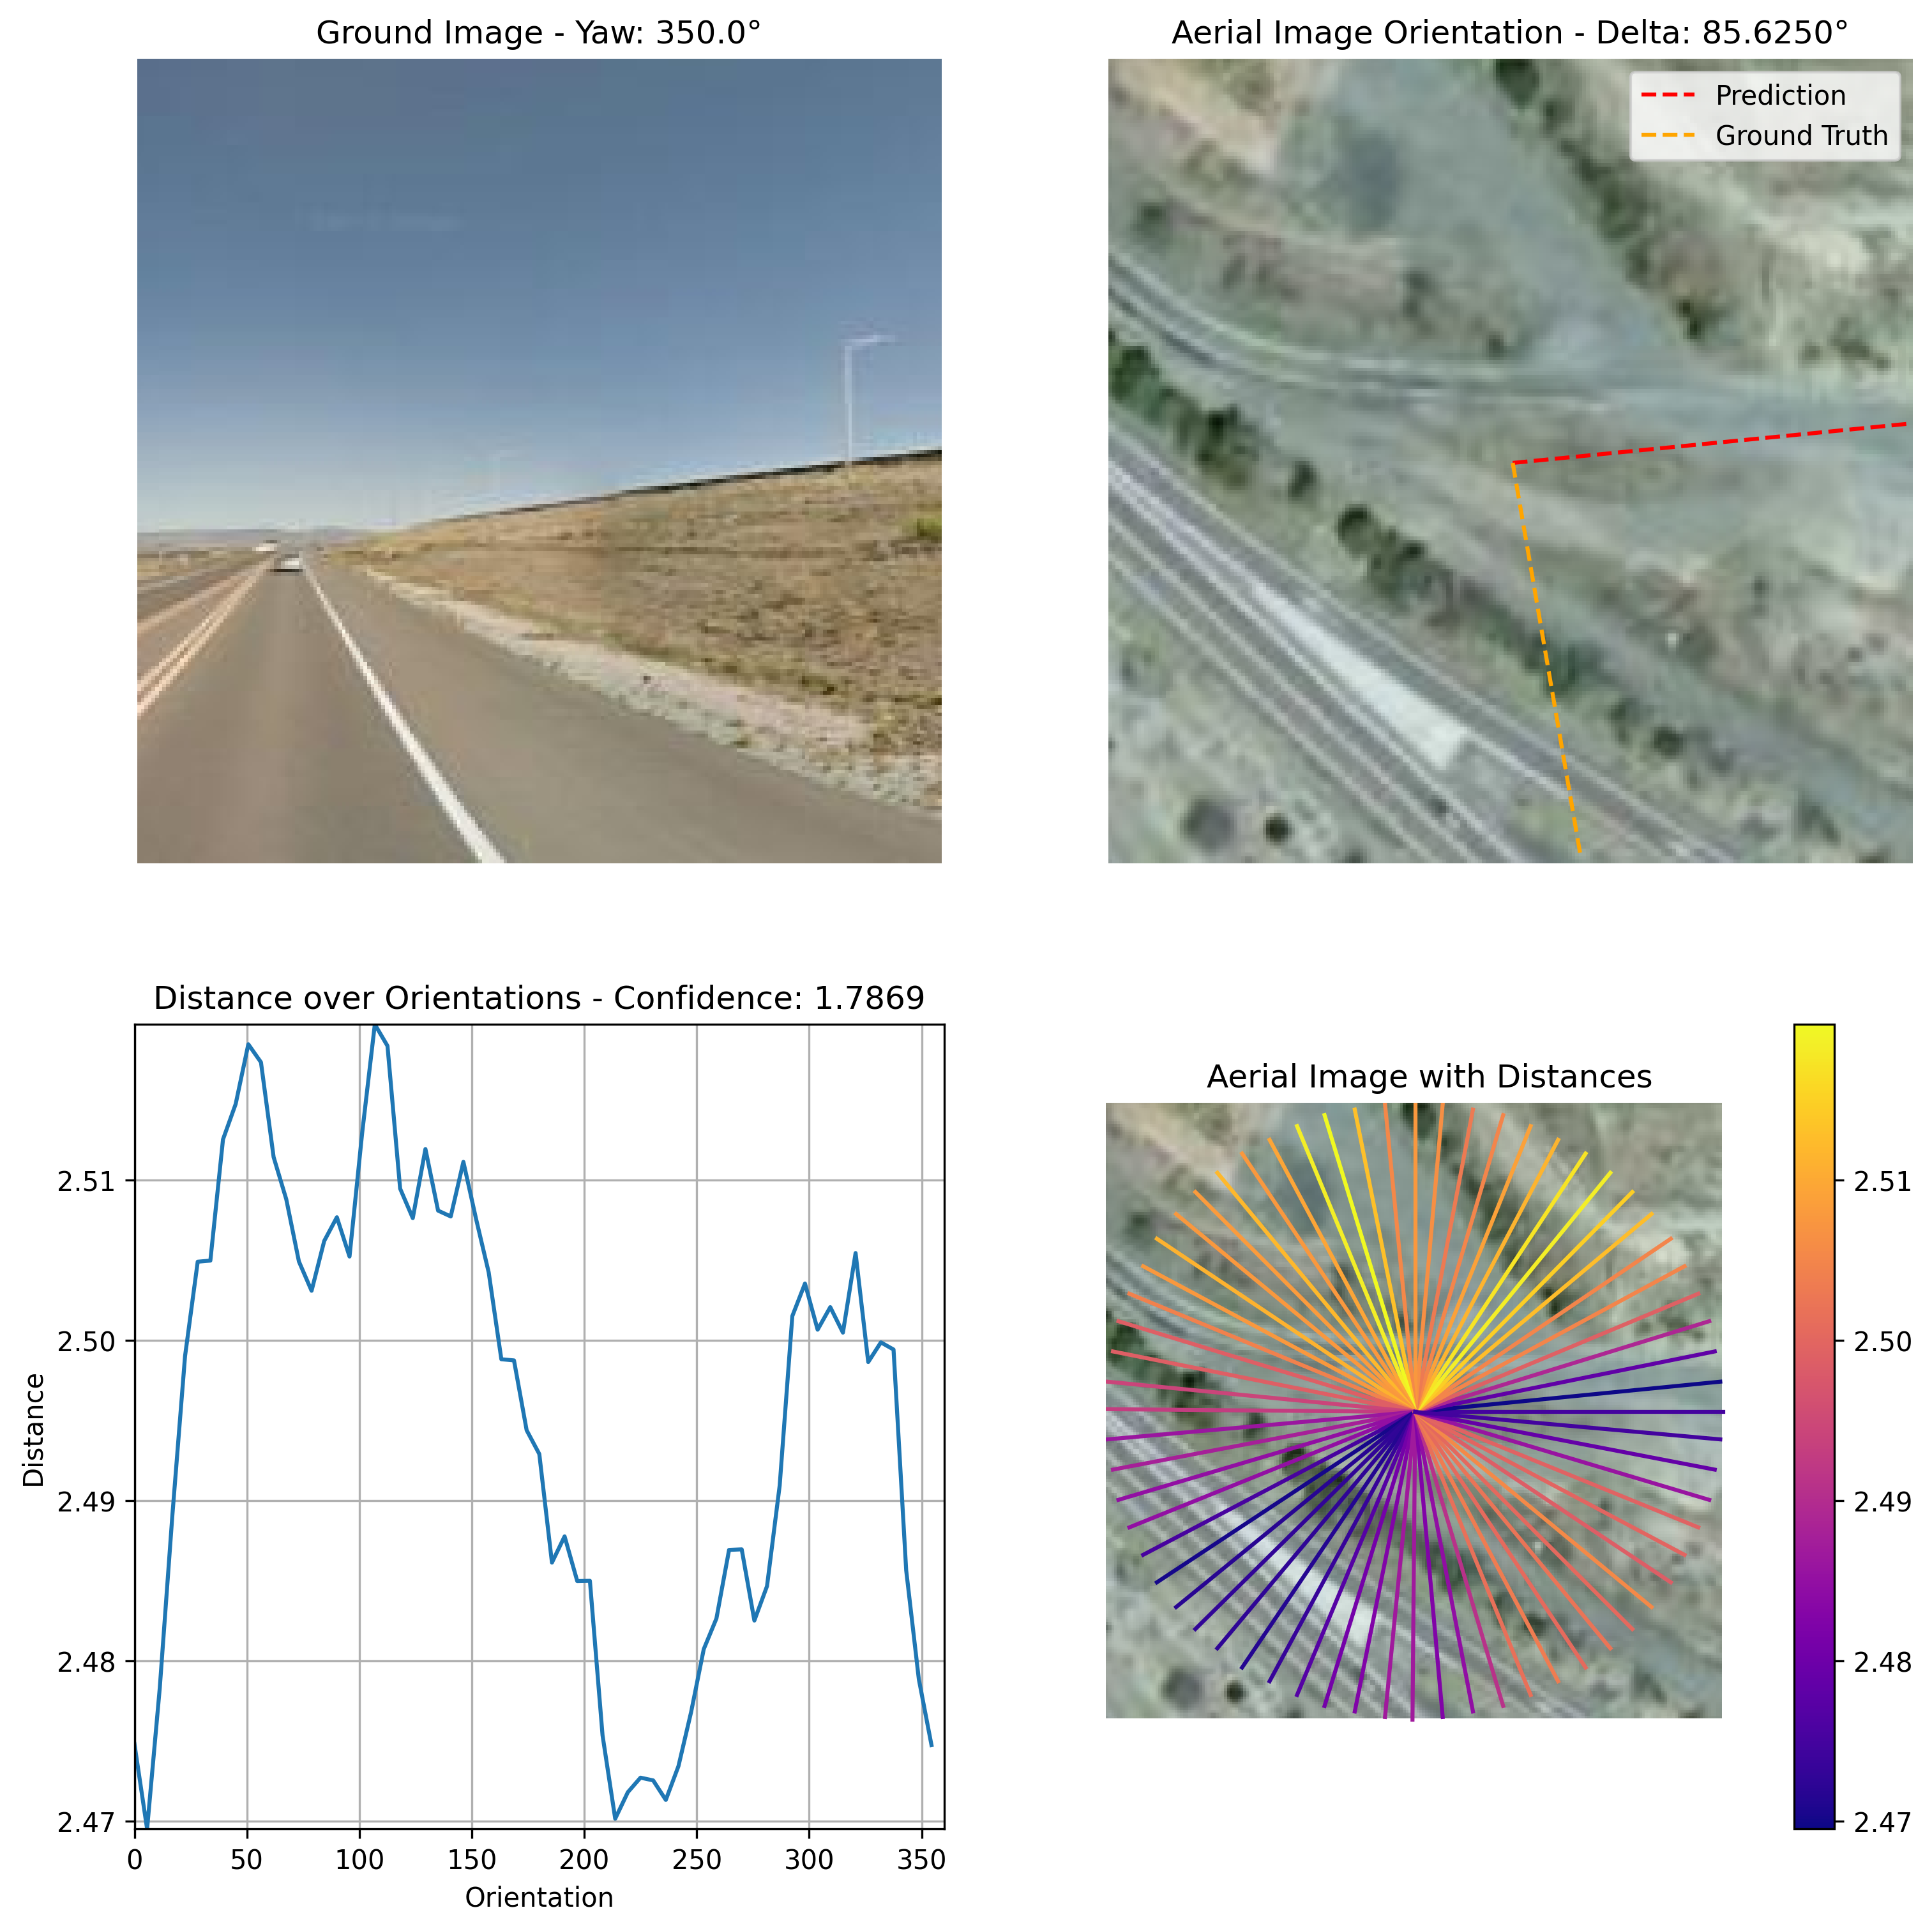 Ground Image - Yaw: 350.0°
Aerial Image Orientation - Delta: 85.6250°
Prediction
Ground Truth
Distance over Orientations - Confidence: 1.7869
Distance
2.51
2.50
2.49
2.48
2.47
0 50 100 150 200 250 300 350
Orientation
Aerial Image with Distances
2.51
2.50
2.49
2.48
2.47